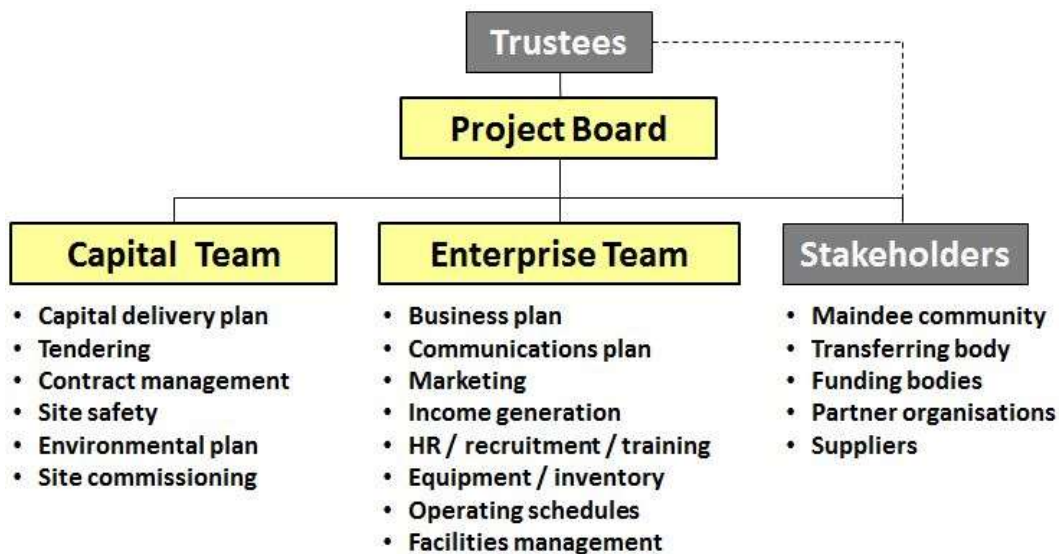 Trustees
Project Board
Capital Team
• Capital delivery plan
• Tendering
• Contract management
• Site safety
• Environmental plan
• Site commissioning
Enterprise Team
• Business plan
• Communications plan
• Marketing
• Income generation
• HR / recruitment / training
• Equipment / inventory
• Operating schedules
• Facilities management
Stakeholders
• Maindee community
• Transferring body
• Funding bodies
• Partner organisations
• Suppliers